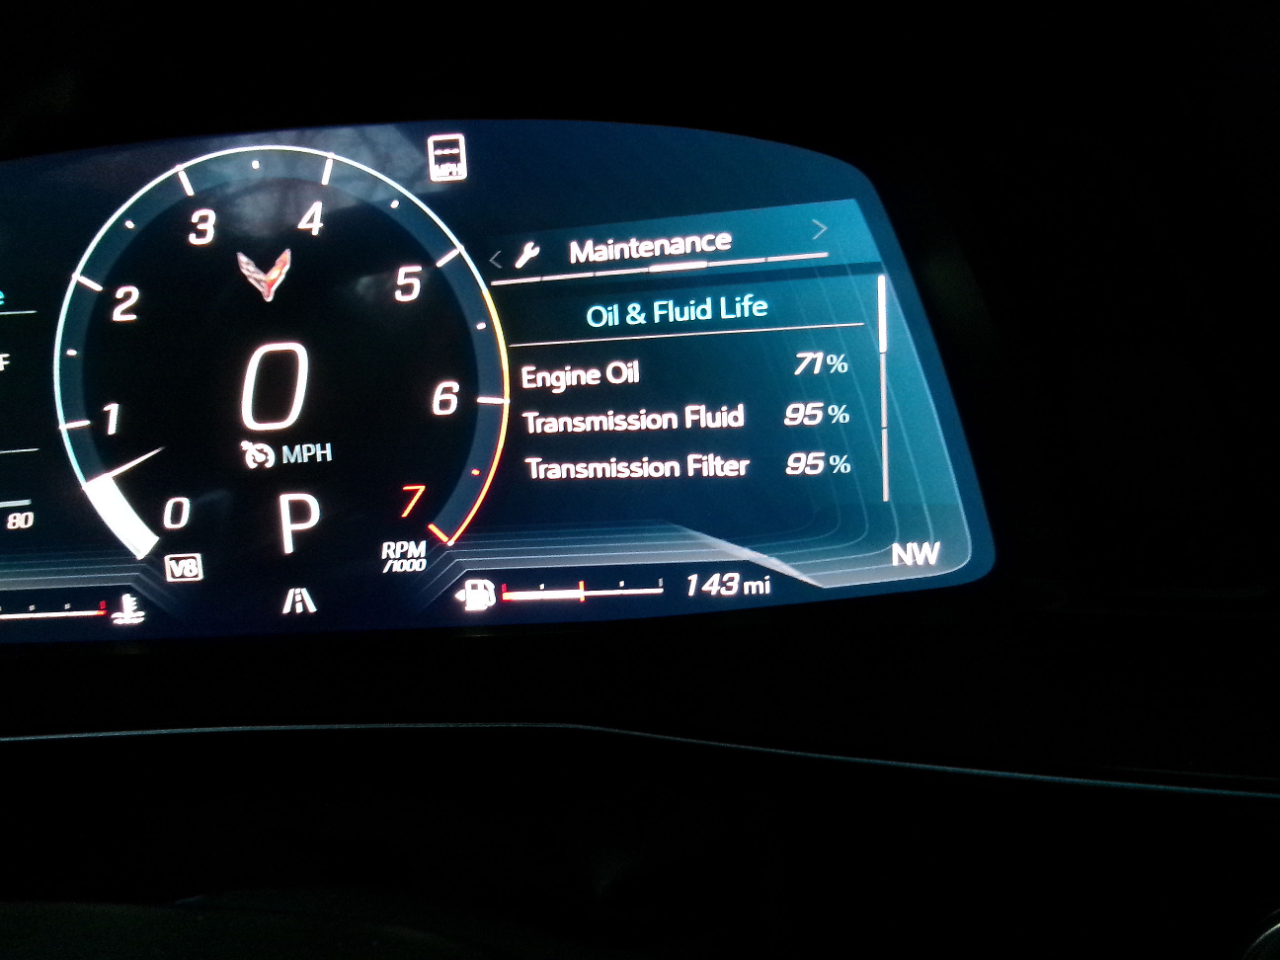 3 4
2 5
1 6
0 7
0
MPH
P
RPM
/1000
V8
80
F
MPH
Maintenance
Oil & Fluid Life
Engine Oil 71%
Transmission Fluid 95%
Transmission Filter 95%
143 mi
NW